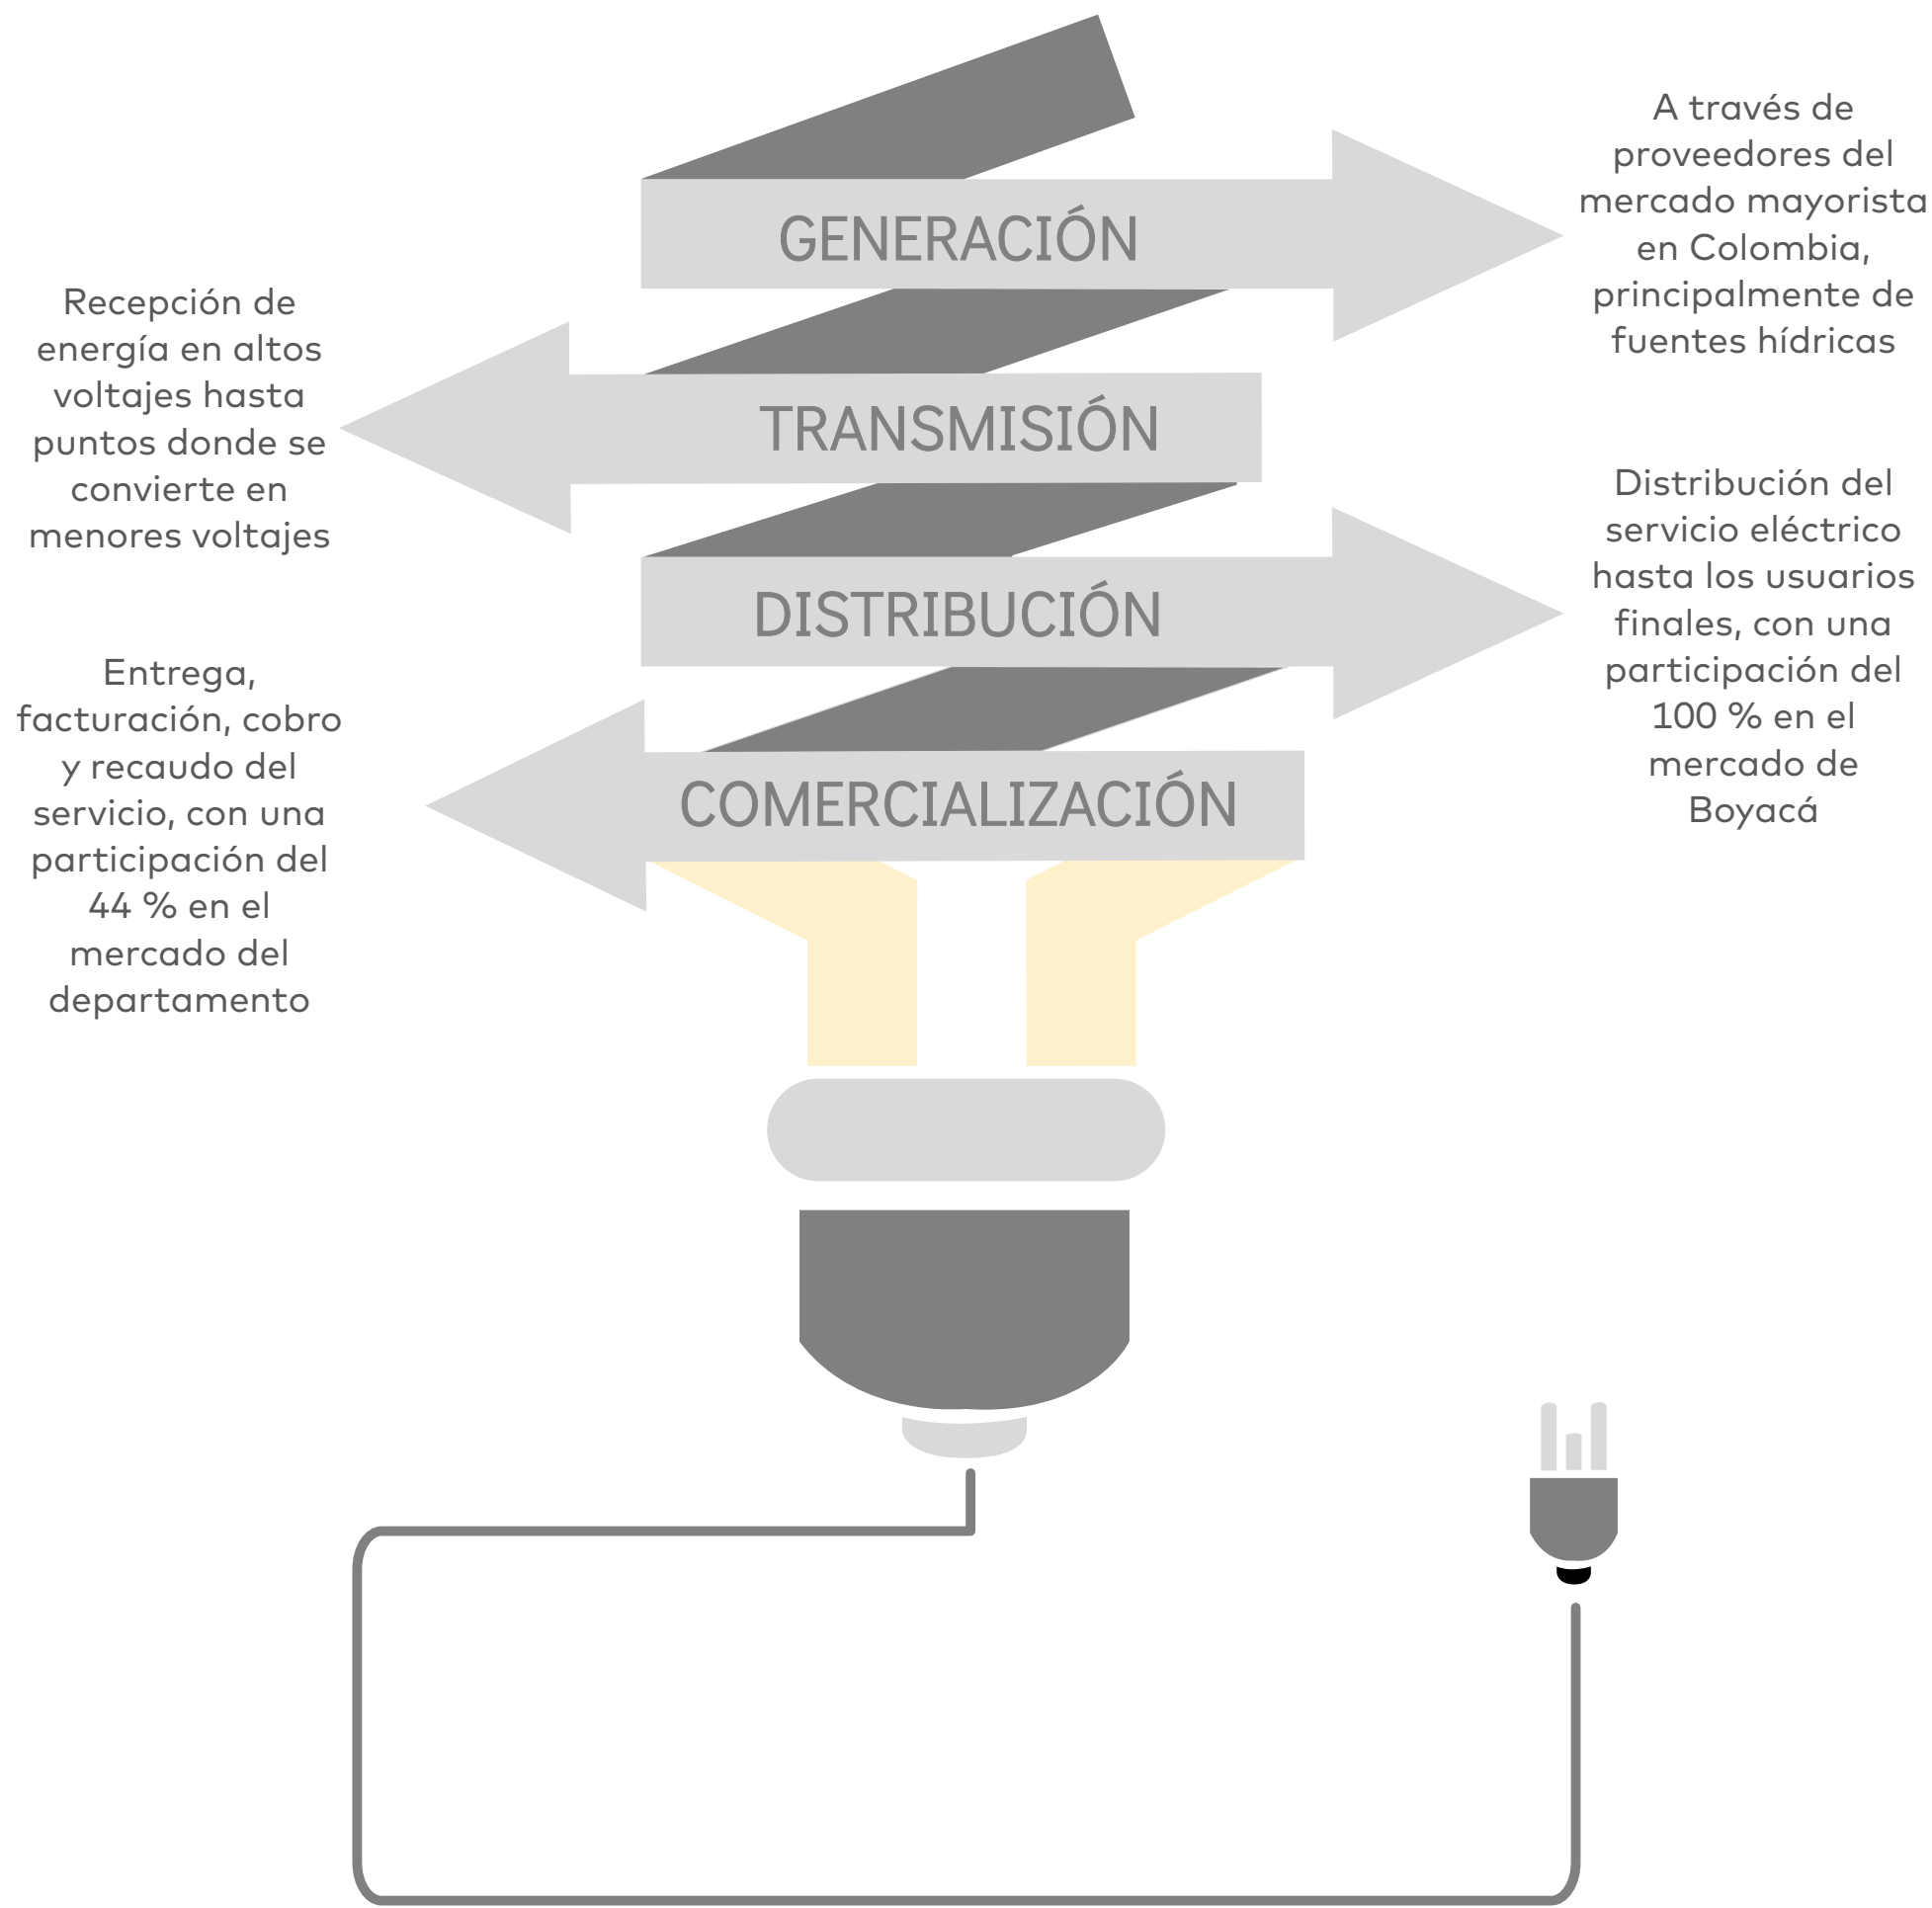 GENERACIÓN
A través de
proveedores del
mercado mayorista
en Colombia,
principalmente de
fuentes hídricas
TRANSMISIÓN
Recepción de
energía en altos
voltajes hasta
puntos donde se
convierte en
menores voltajes
DISTRIBUCIÓN
Distribución del
servicio eléctrico
hasta los usuarios
finales, con una
participación del
100 % en el
mercado de
Boyacá
COMERCIALIZACIÓN
Entrega,
facturación, cobro
y recaudo del
servicio, con una
participación del
44 % en el
mercado del
departamento